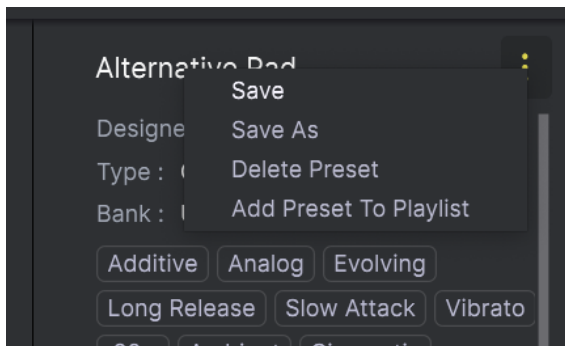 Alternative Pad
Save
Designe
Save As
Type :
Delete Preset
Bank :
Add Preset To Playlist
Additive Analog Evolving
Long Release Slow Attack Vibrato